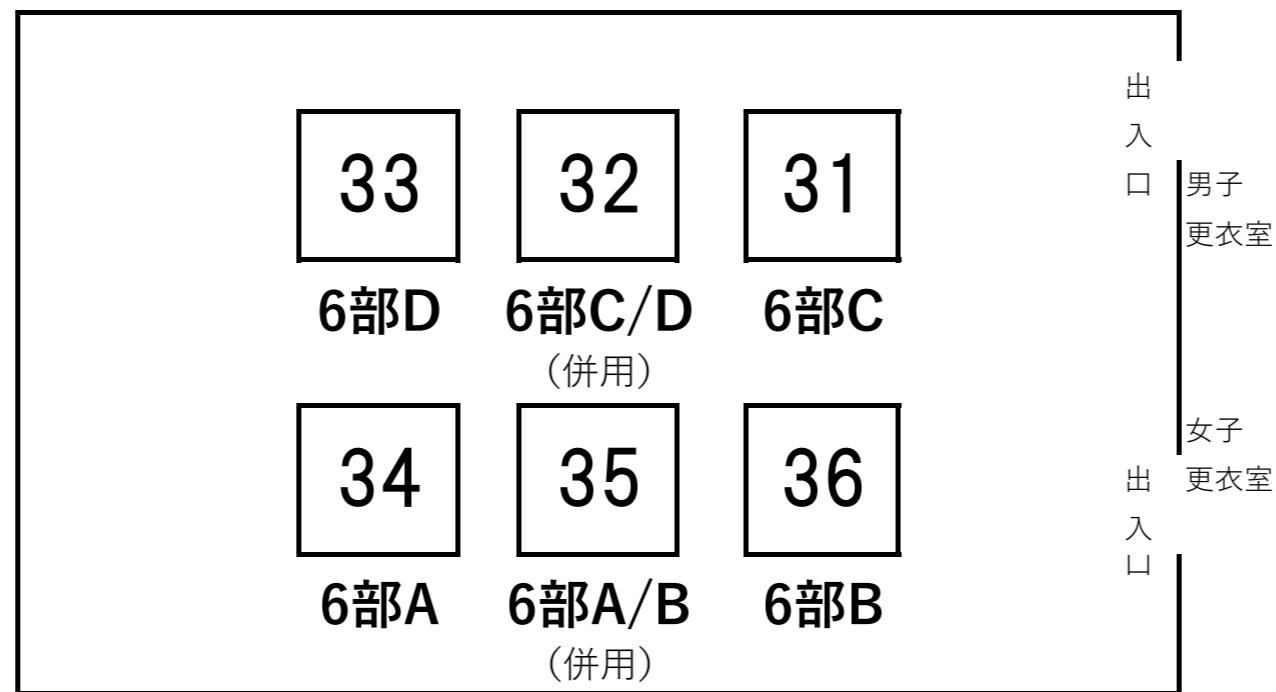 33 32 31
6部D 6部C/D 6部C
（併用）
34 35 36
6部A 6部A/B 6部B
（併用）
出
入
口
男子
更衣室
女子
更衣室
出
入
口